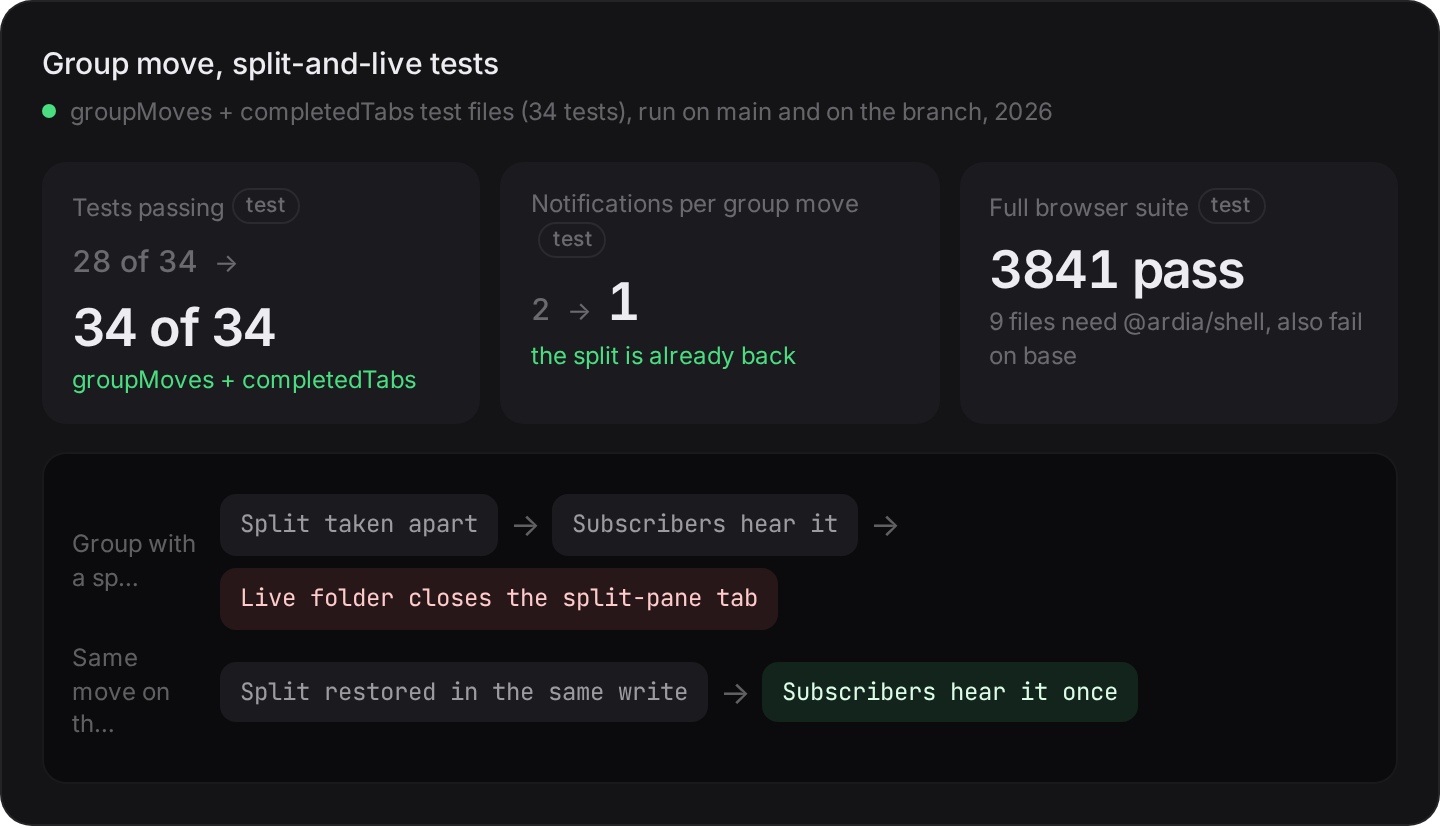 Group move, split-and-live tests
groupMoves + completedTabs test files (34 tests), run on main and on the branch, 2026
Tests passing test
28 of 34 →
34 of 34
groupMoves + completedTabs
Notifications per group move
test
2 → 1
the split is already back
Full browser suite test
3841 pass
9 files need @ardia/shell, also fail
on base
Group with
a sp...
Split taken apart → Subscribers hear it →
Live folder closes the split-pane tab
Same
move on
th...
Split restored in the same write → Subscribers hear it once